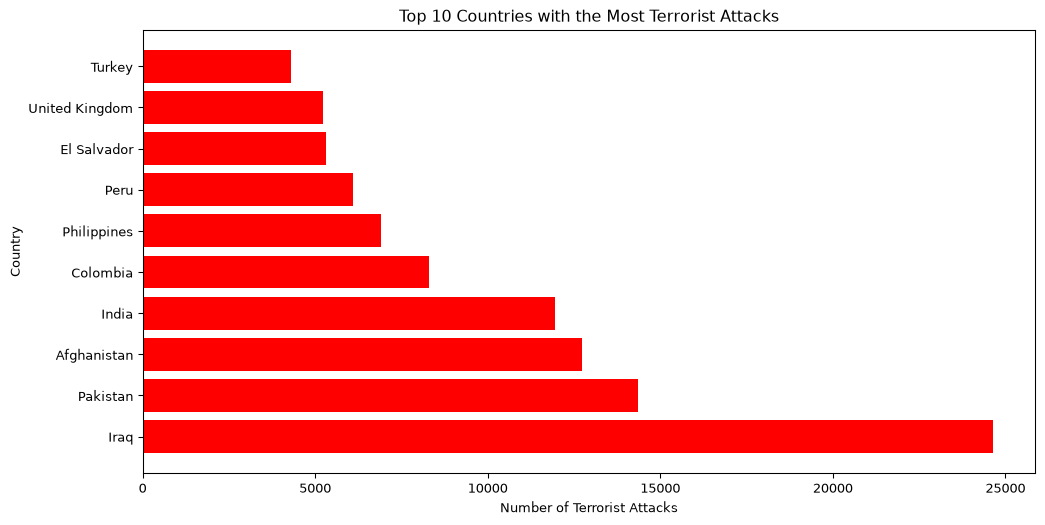 Top 10 Countries with the Most Terrorist Attacks
Turkey
United Kingdom
El Salvador
Peru
Philippines
Colombia
India
Afghanistan
Pakistan
Iraq
Country
0 5000 10000 15000 20000 25000
Number of Terrorist Attacks